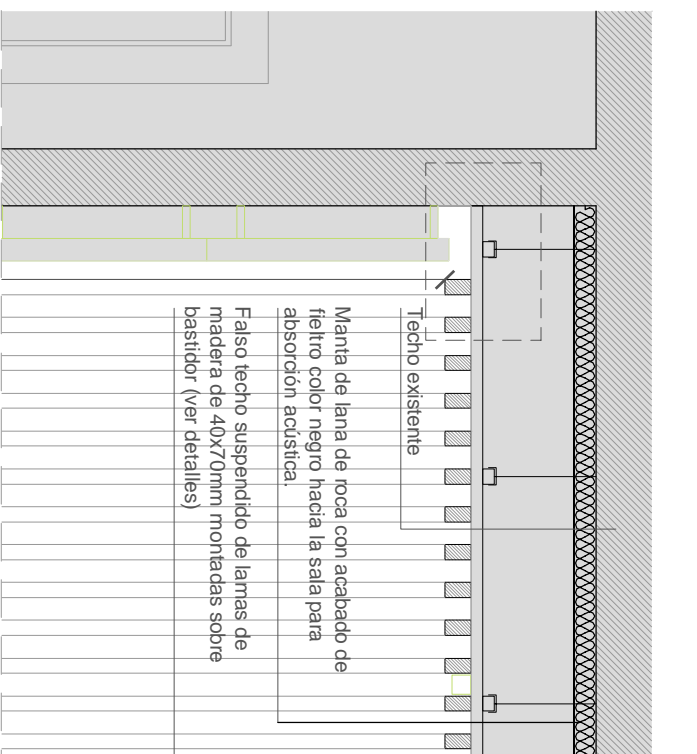 Techo existente
Manta de lana de roca con acabado de
fieltro color negro hacia la sala para
absorción acústica.
Falso techo suspendido de lamas de
madera de 40x70mm montadas sobre
bastidor (ver detalles)